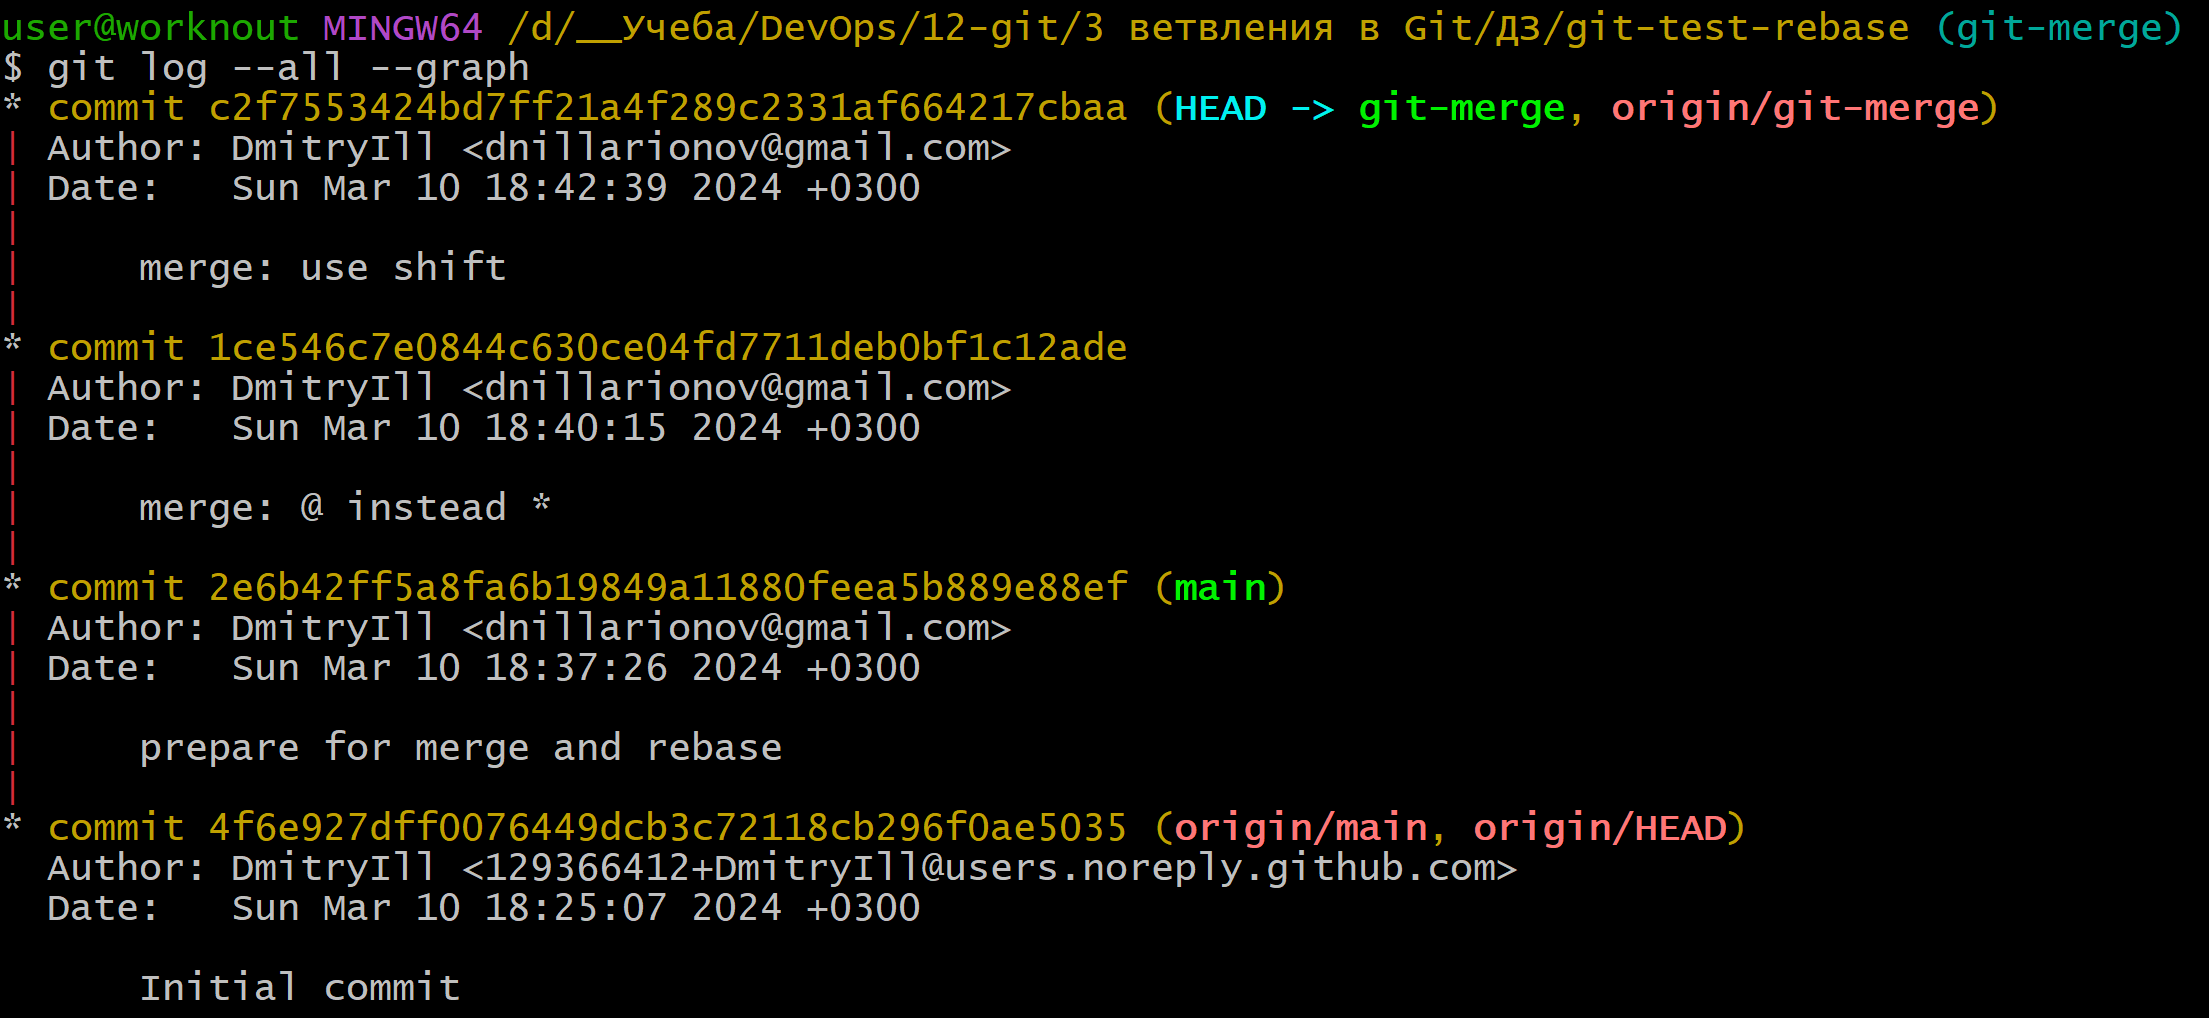 user@worknout MINGW64 /d/__Учеба/DevOps/12-git/3 ветвления в Git/ДЗ/git-test-rebase (git-merge)
$ git log --all --graph
* commit c2f7553424bd7ff21a4f289c2331af664217cbaa (HEAD -> git-merge, origin/git-merge)
| Author: DmitryIll <dnillarionov@gmail.com>
| Date:   Sun Mar 10 18:42:39 2024 +0300
|
|     merge: use shift
|
* commit 1ce546c7e0844c630ce04fd7711deb0bf1c12ade
| Author: DmitryIll <dnillarionov@gmail.com>
| Date:   Sun Mar 10 18:40:15 2024 +0300
|
|     merge: @ instead *
|
* commit 2e6b42ff5a8fa6b19849a11880feea5b889e88ef (main)
| Author: DmitryIll <dnillarionov@gmail.com>
| Date:   Sun Mar 10 18:37:26 2024 +0300
|
|     prepare for merge and rebase
|
* commit 4f6e927dff0076449dcb3c72118cb296f0ae5035 (origin/main, origin/HEAD)
  Author: DmitryIll <129366412+DmitryIll@users.noreply.github.com>
  Date:   Sun Mar 10 18:25:07 2024 +0300
      Initial commit